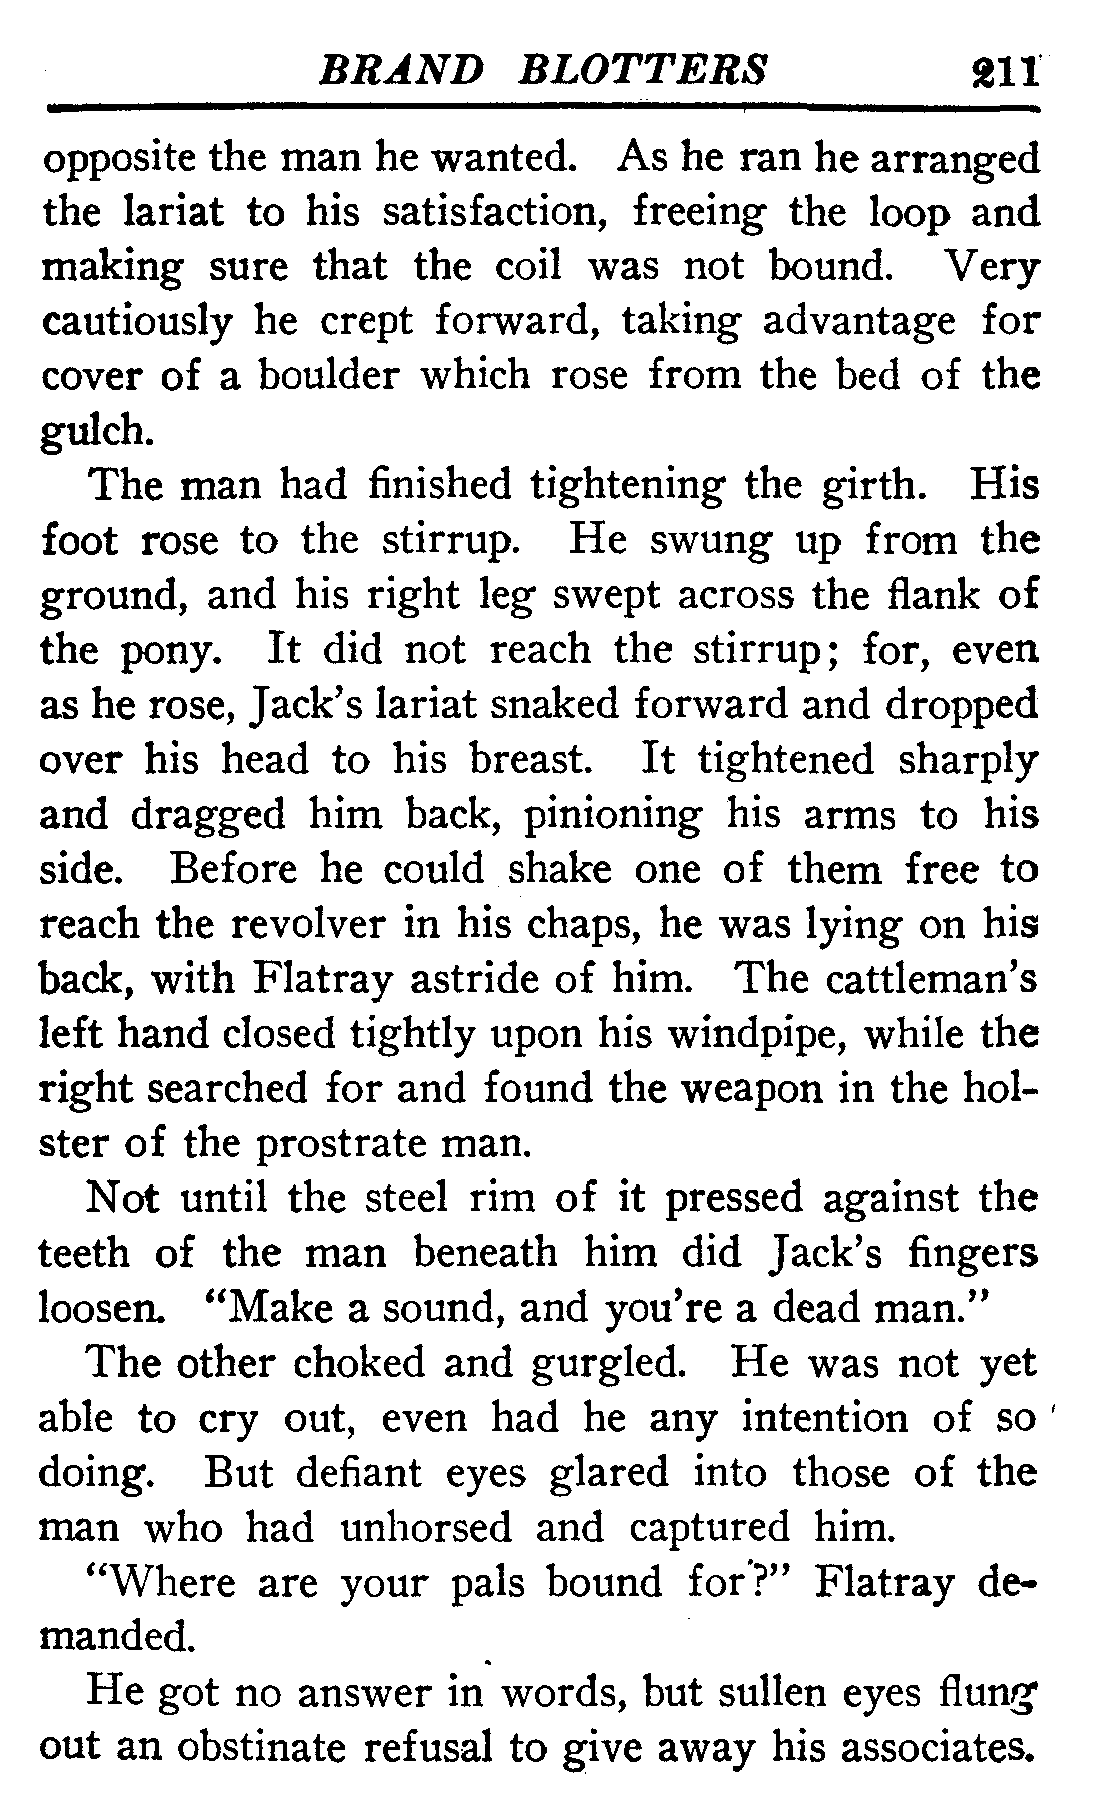 BRAND BLOTTERS 211
opposite the man he wanted. As he ran he arranged
the lariat to his satisfaction, freeing the loop and
making sure that the coil was not bound. Very
cautiously he crept forward, taking advantage for
cover of a boulder which rose from the bed of the
gulch.
The man had finished tightening the girth. His
foot rose to the stirrup. He swung up from the
ground, and his right leg swept across the flank of
the pony. It did not reach the stirrup; for, even
as he rose, Jack's lariat snaked forward and dropped
over his head to his breast. It tightened sharply
and dragged him back, pinioning his arms to his
side. Before he could shake one of them free to
reach the revolver in his chaps, he was lying on his
back, with Flatray astride of him. The cattleman's
left hand closed tightly upon his windpipe, while the
right searched for and found the weapon in the hol-
ster of the prostrate man.
Not until the steel rim of it pressed against the
teeth of the man beneath him did Jack's fingers
loosen. "Make a sound, and you're a dead man."
The other choked and gurgled. He was not yet
able to cry out, even had he any intention of so
doing. But defiant eyes glared into those of the
man who had unhorsed and captured him.
"Where are your pals bound for?" Flatray de-
manded.
He got no answer in words, but sullen eyes flung
out an obstinate refusal to give away his associates.